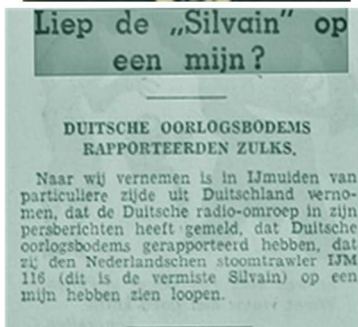 Liep de „Silvain” op
een mijn?
DUITSCHE OORLOGSBODEMS
RAPPORTEERDEN ZULKS.
Naar wij vernemen is in IJmuiden van
particuliere zijde uit Duitschland verno-
men, dat de Duitsche radio-omroep in zijn
persberichten heeft gemeld, dat Duitsche
oorlogsbodems gerapporteerd hebben, dat
zij den Nederlandschen stoomtrawler IJM
116 (dit is de vermiste Silvain) op een
mijn hebben zien loopen.